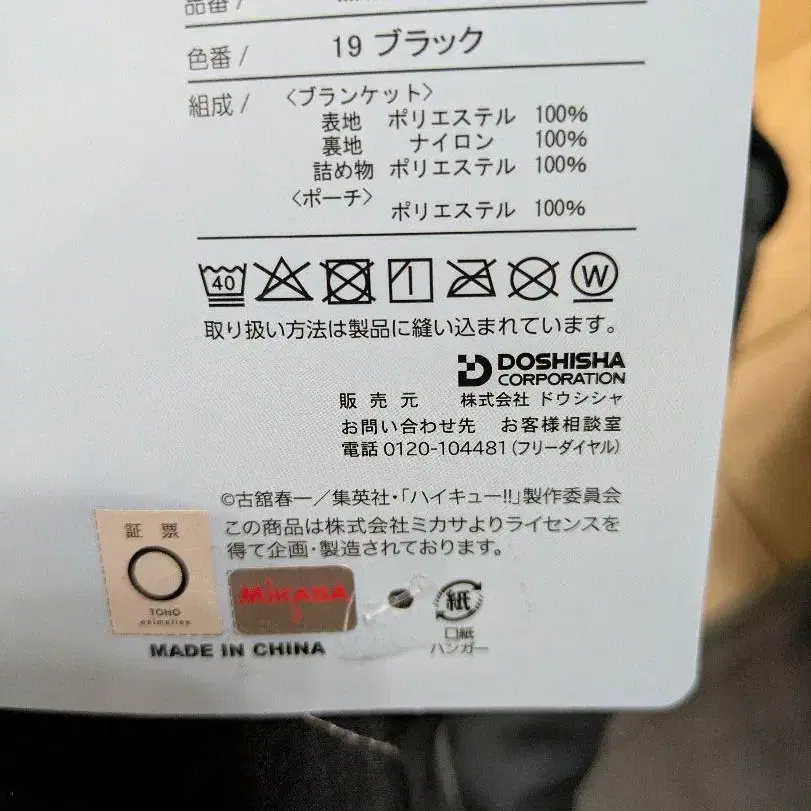 品番 /
色番 / 19 ブラック
組成 / 〈ブランケット〉
表地 ポリエステル 100%
裏地 ナイロン 100%
詰め物 ポリエステル 100%
〈ポーチ〉
ポリエステル 100%
40 W
取り扱い方法は製品に縫い込まれています。
DOSHISHA
CORPORATION
販売元 株式会社 ドウシシャ
お問い合わせ先 お客様相談室
電話 0120-104481(フリーダイヤル)
©古舘春一/集英社・「ハイキュー!!」製作委員会
この商品は株式会社ミカサよりライセンスを
得て企画・製造されております。
証票
TOHO
animation
MIKASA
紙
口紙
ハンガー
MADE IN CHINA